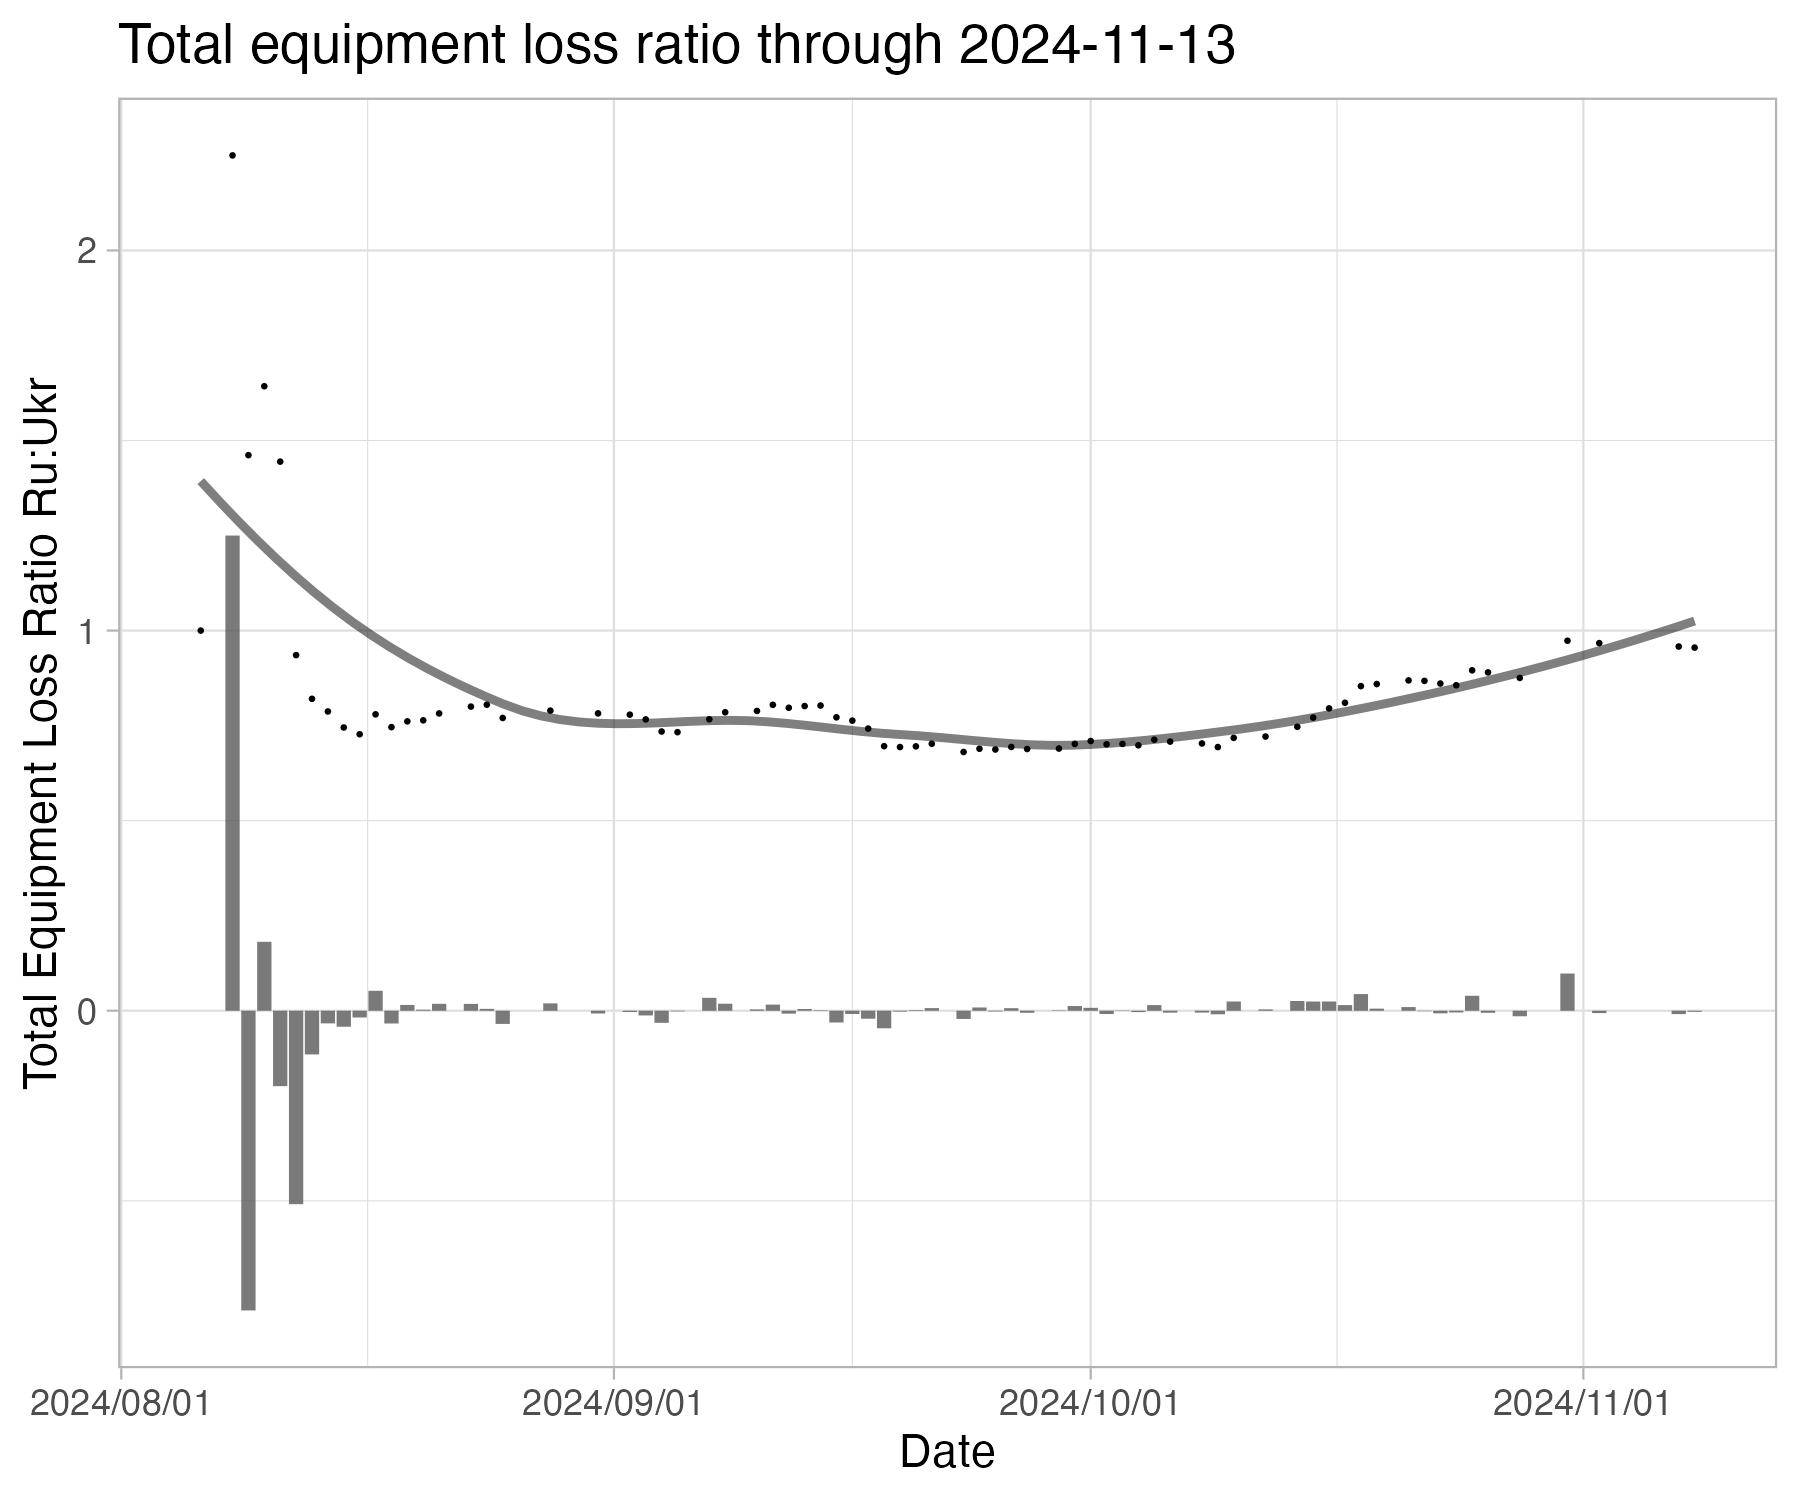 Total equipment loss ratio through 2024-11-13
Total Equipment Loss Ratio Ru:Ukr
2
1
0
2024/08/01
2024/09/01
2024/10/01
2024/11/01
Date